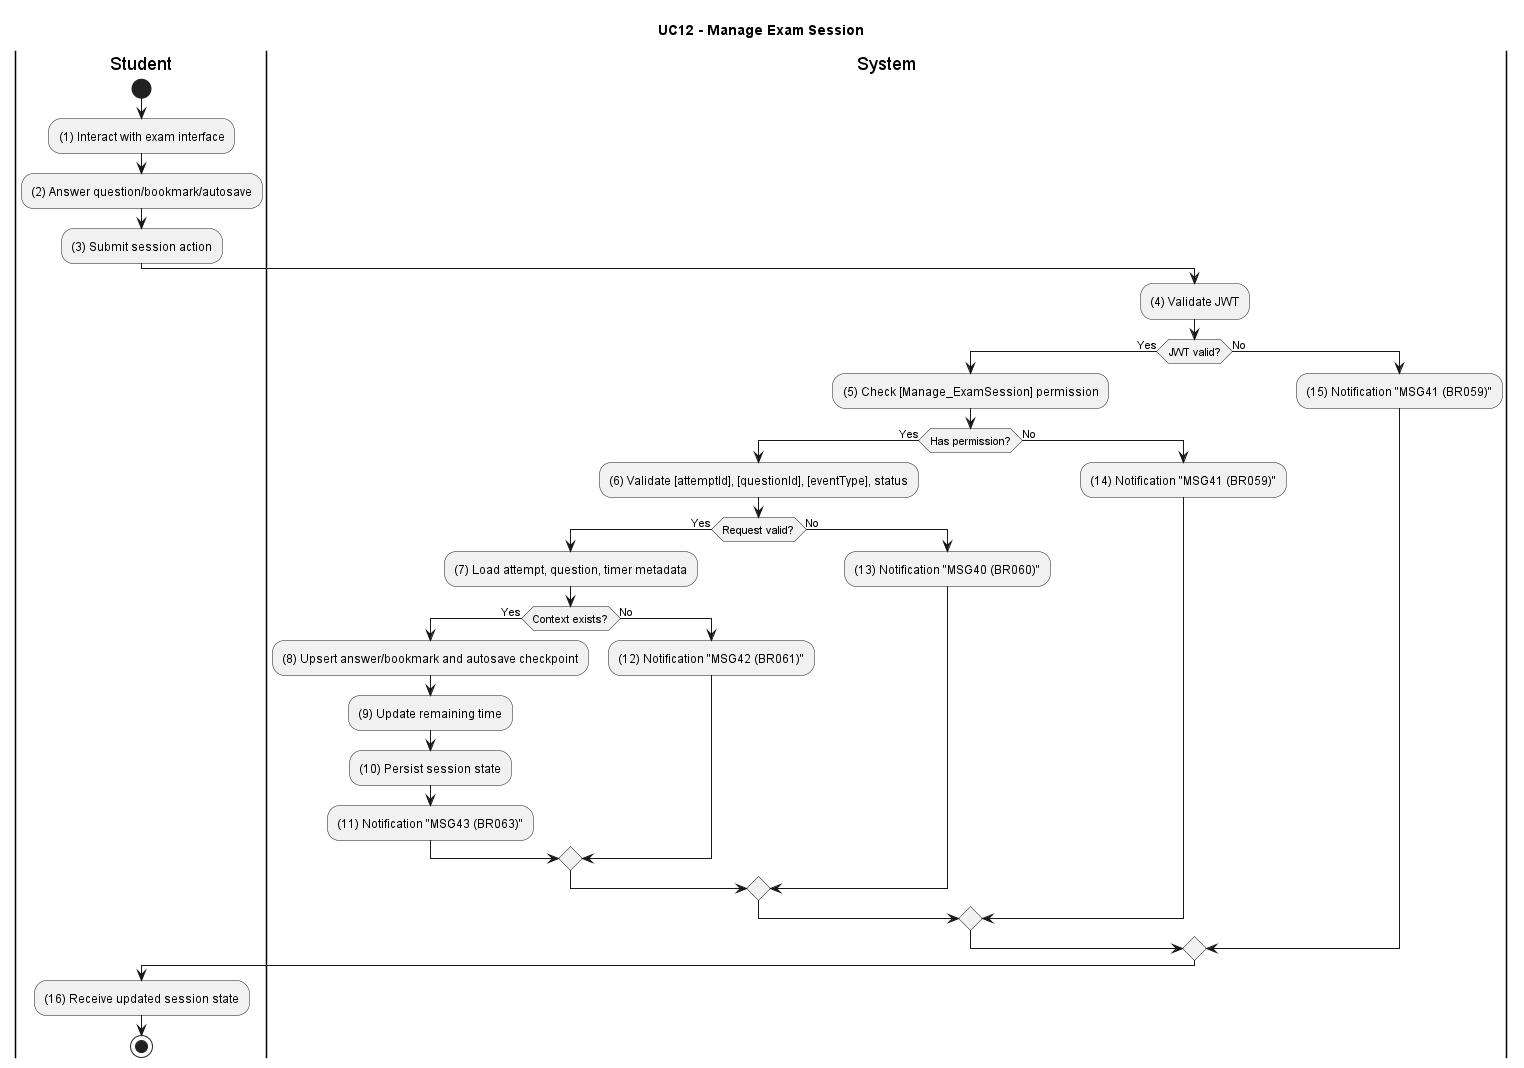 UC12 - Manage Exam Session
Student
System
(1) Interact with exam interface
(2) Answer question/bookmark/autosave
(3) Submit session action
(4) Validate JWT
Yes
JWT valid?
No
(5) Check [Manage_ExamSession] permission
(15) Notification "MSG41 (BR059)"
Yes
Has permission?
No
(6) Validate [attemptId], [questionId], [eventType], status
(14) Notification "MSG41 (BR059)"
Yes
Request valid?
No
(7) Load attempt, question, timer metadata
(13) Notification "MSG40 (BR060)"
Yes
Context exists?
No
(8) Upsert answer/bookmark and autosave checkpoint
(12) Notification "MSG42 (BR061)"
(9) Update remaining time
(10) Persist session state
(11) Notification "MSG43 (BR063)"
(16) Receive updated session state